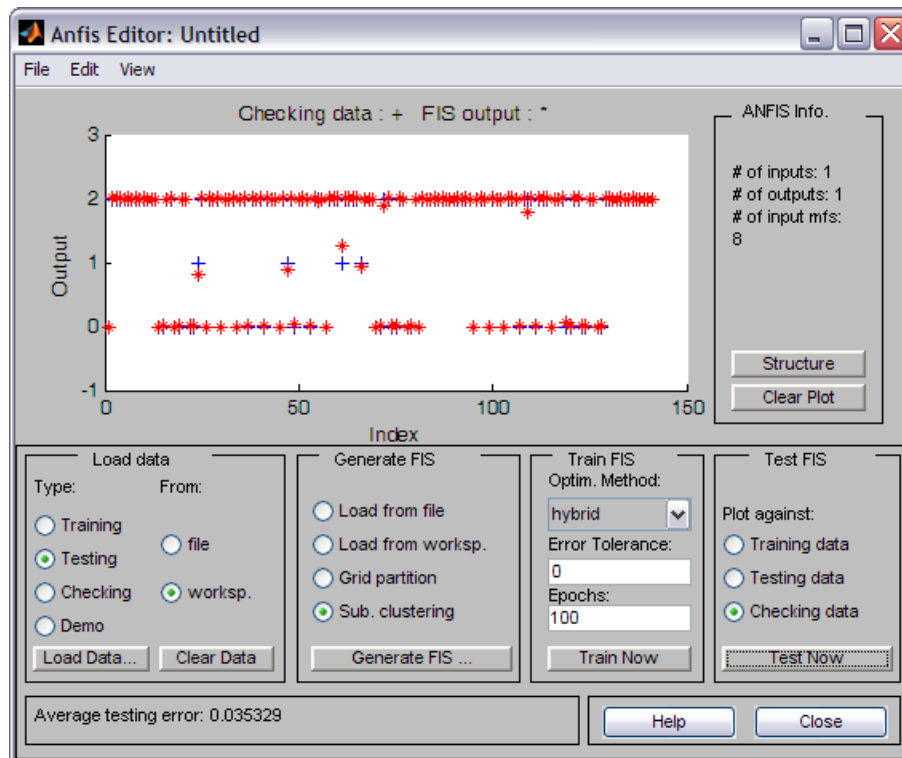 Anfis Editor: Untitled
File Edit View
Checking data : + FIS output : *
3
2
1
0
-1
Output
0 50 100 150
Index
ANFIS Info.
# of inputs: 1
# of outputs: 1
# of input mfs:
8
Structure
Clear Plot
Load data
Type: From:
Training
Testing
Checking
Demo
file
worksp.
Load Data... Clear Data
Generate FIS
Load from file
Load from worksp.
Grid partition
Sub. clustering
Generate FIS ...
Train FIS
Optim. Method:
hybrid
Error Tolerance:
0
Epochs:
100
Train Now
Test FIS
Plot against:
Training data
Testing data
Checking data
Test Now
Average testing error: 0.035329
Help Close